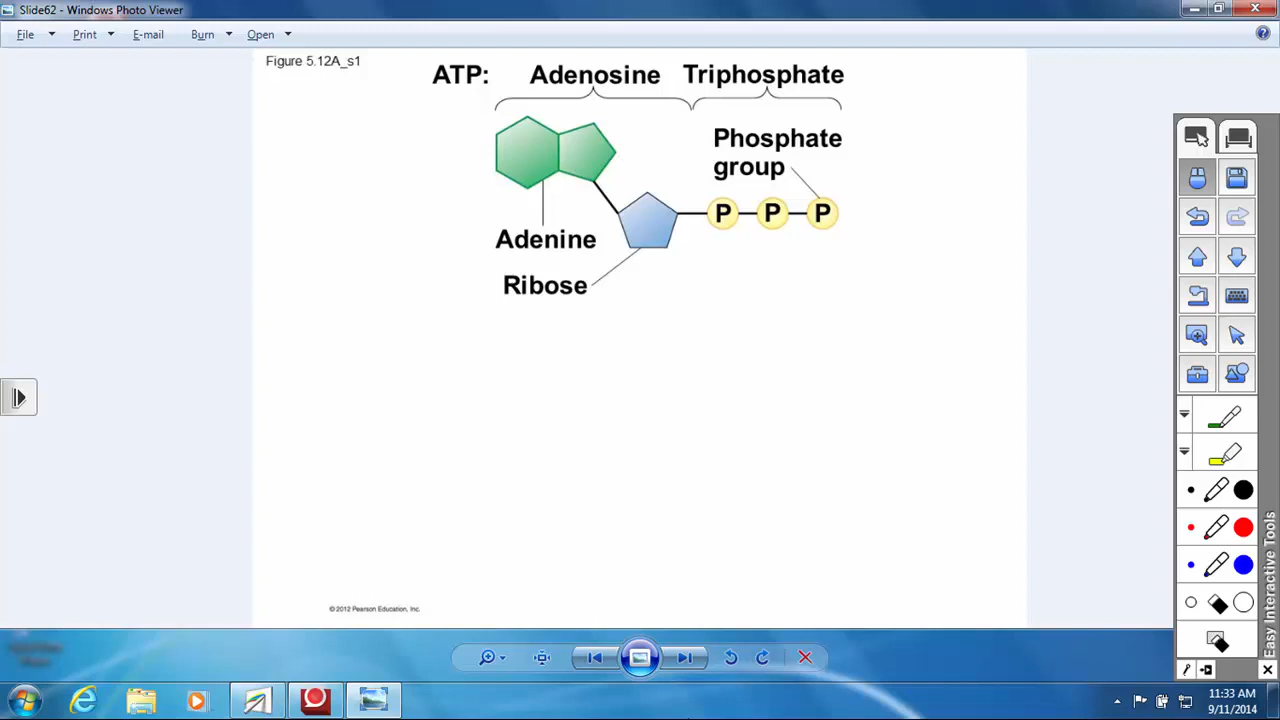 Slide62 - Windows Photo Viewer
File Print E-mail Burn Open
Figure 5.12A_s1
ATP: Adenosine Triphosphate
Phosphate
group
P P P
Adenine
Ribose
© 2012 Pearson Education, Inc.
Easy Interactive Tools
11:33 AM
9/11/2014